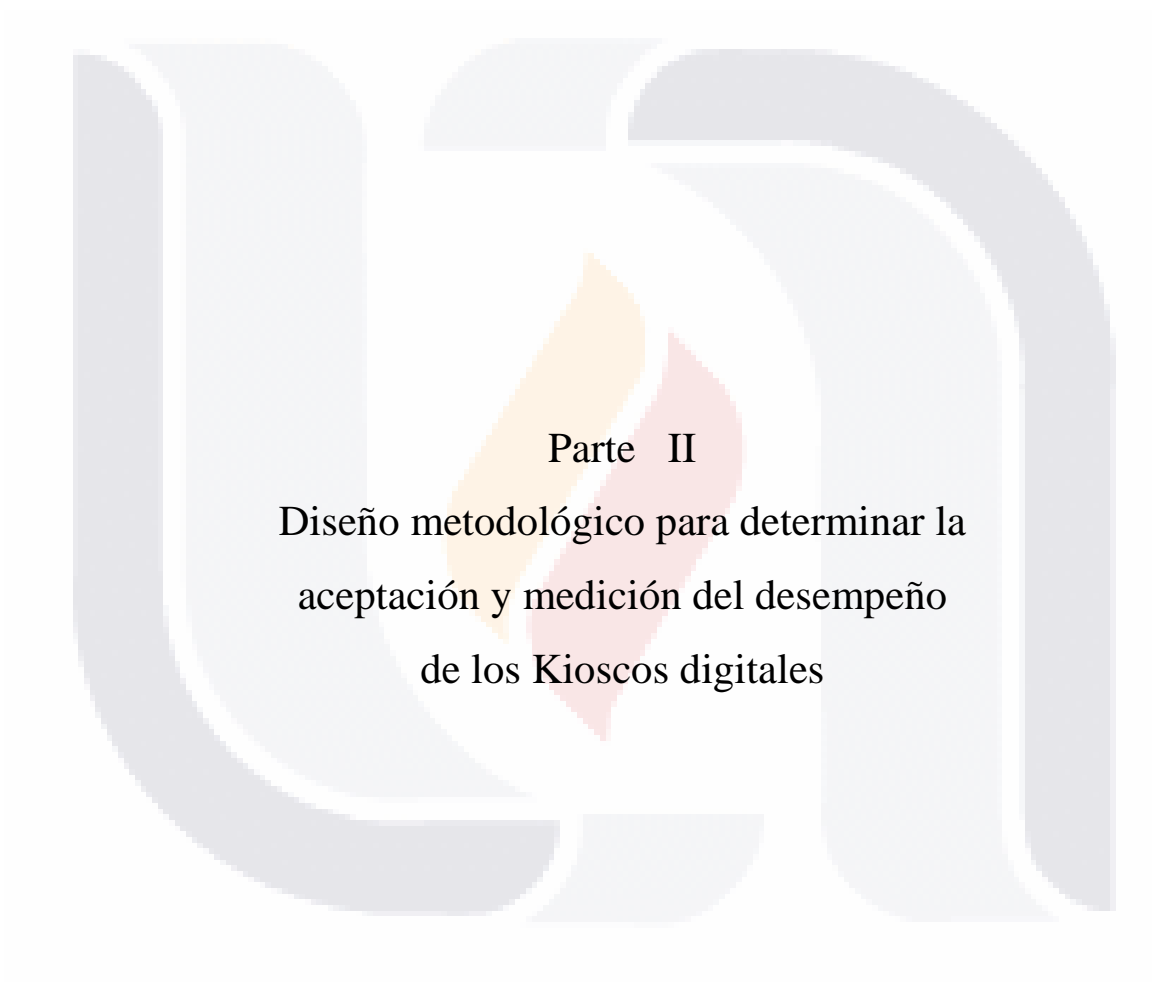 Parte II
Diseño metodológico para determinar la
aceptación y medición del desempeño
de los Kioscos digitales